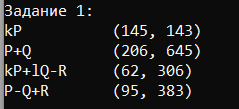 Задание 1:
kP (145, 143)
P+Q (206, 645)
kP+lQ-R (62, 306)
P-Q+R (95, 383)